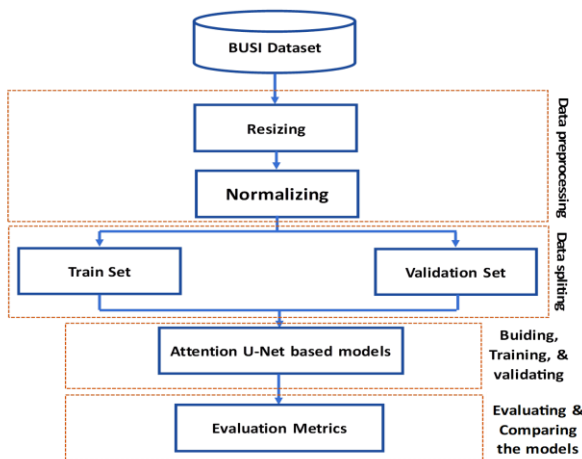 BUSI Dataset
Resizing
Normalizing
Data preprocessing
Train Set
Validation Set
Data spliting
Attention U-Net based models
Buiding,
Training, &
validating
Evaluation Metrics
Evaluating &
Comparing
the models